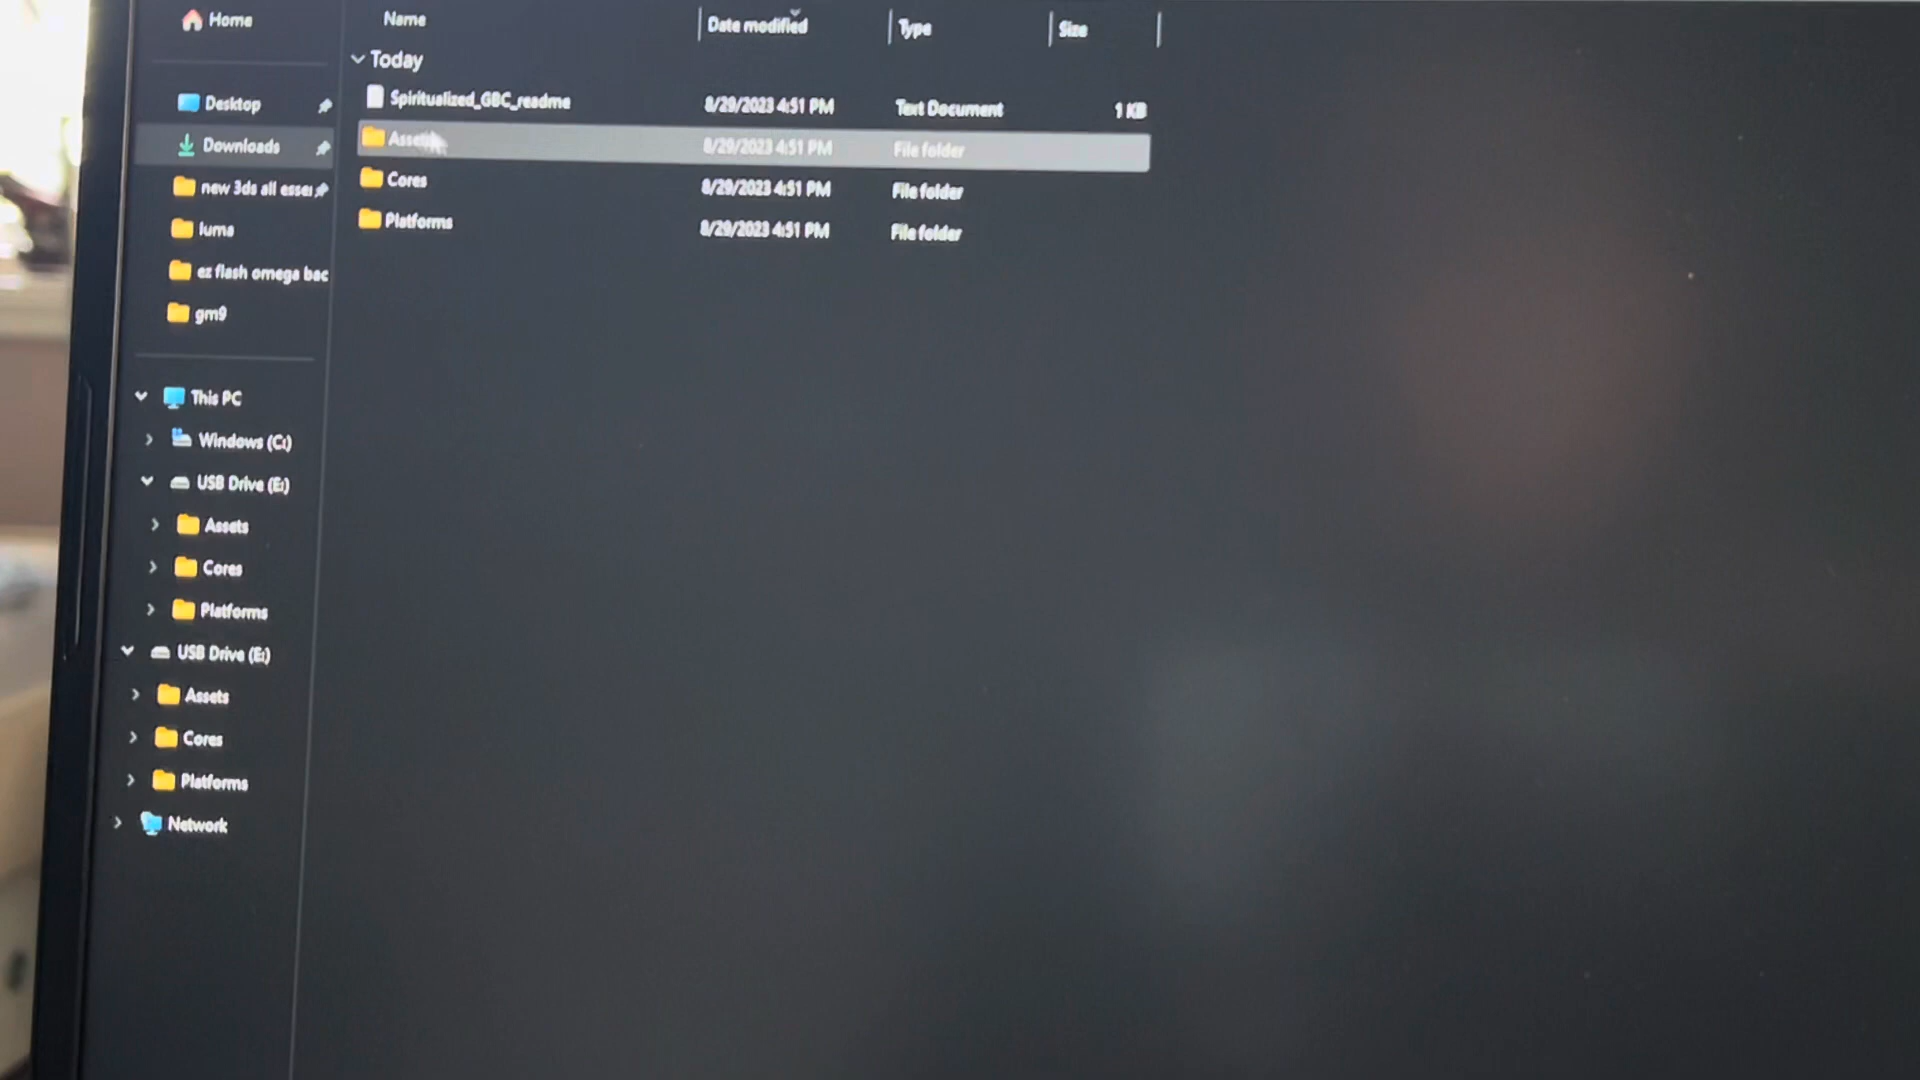 Home
Name
Date modified
Type
Size
Today
Desktop
Spiritualized_GBC_readme
8/29/2023 4:51 PM
Text Document
1 KB
Downloads
Assets
8/29/2023 4:51 PM
File folder
new 3ds all esser
Cores
8/29/2023 4:51 PM
File folder
luma
Platforms
8/29/2023 4:51 PM
File folder
ez flash omega bac
gm9
This PC
Windows (C:)
USB Drive (E:)
Assets
Cores
Platforms
USB Drive (E:)
Assets
Cores
Platforms
Network